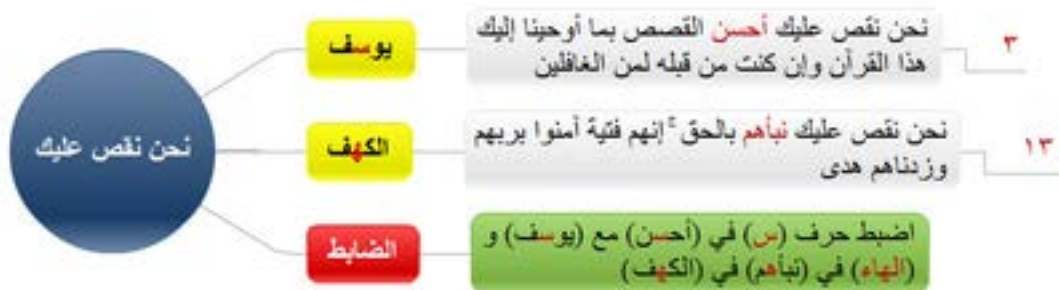 نحن نقص عليك
يوسف
نحن نقص عليك أحسن القصص بما أوحينا إليك
هذا القرآن وإن كنت من قبله لمن الغافلين
٣
الكهف
نحن نقص عليك نبأهم بالحق ۚ إنهم فتية آمنوا بربهم
وزدناهم هدى
١٣
الضابط
اضبط حرف (س) في (أحسن) مع (يوسف) و
(الهاء) في (نبأهم) في (الكهف)